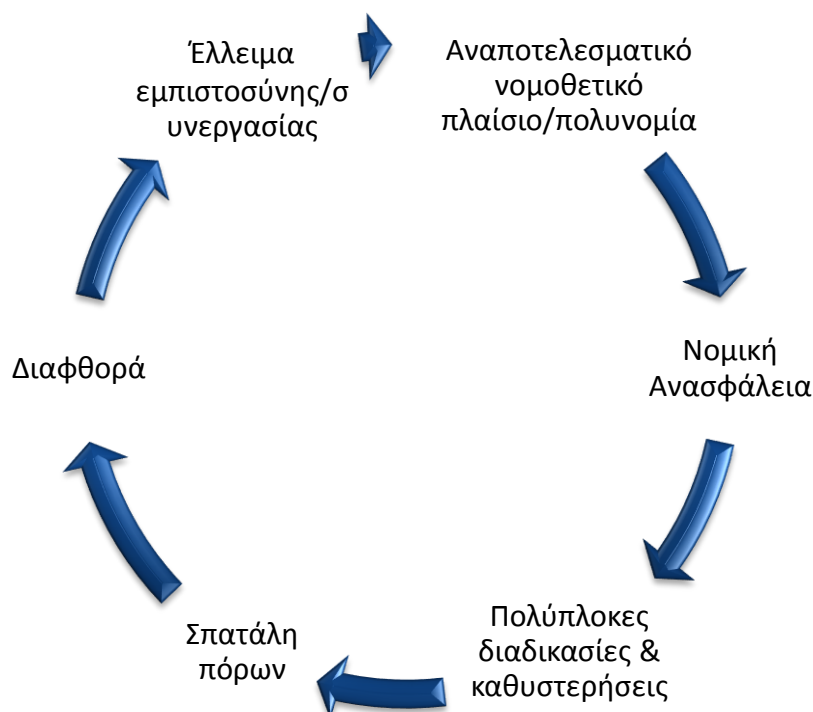 Έλλειμα
εμπιστοσύνης/σ
υνεργασίας
Αναποτελεσματικό
νομοθετικό
πλαίσιο/πολυνομία
Νομική
Ανασφάλεια
Πολύπλοκες
διαδικασίες &
καθυστερήσεις
Σπατάλη
πόρων
Διαφθορά